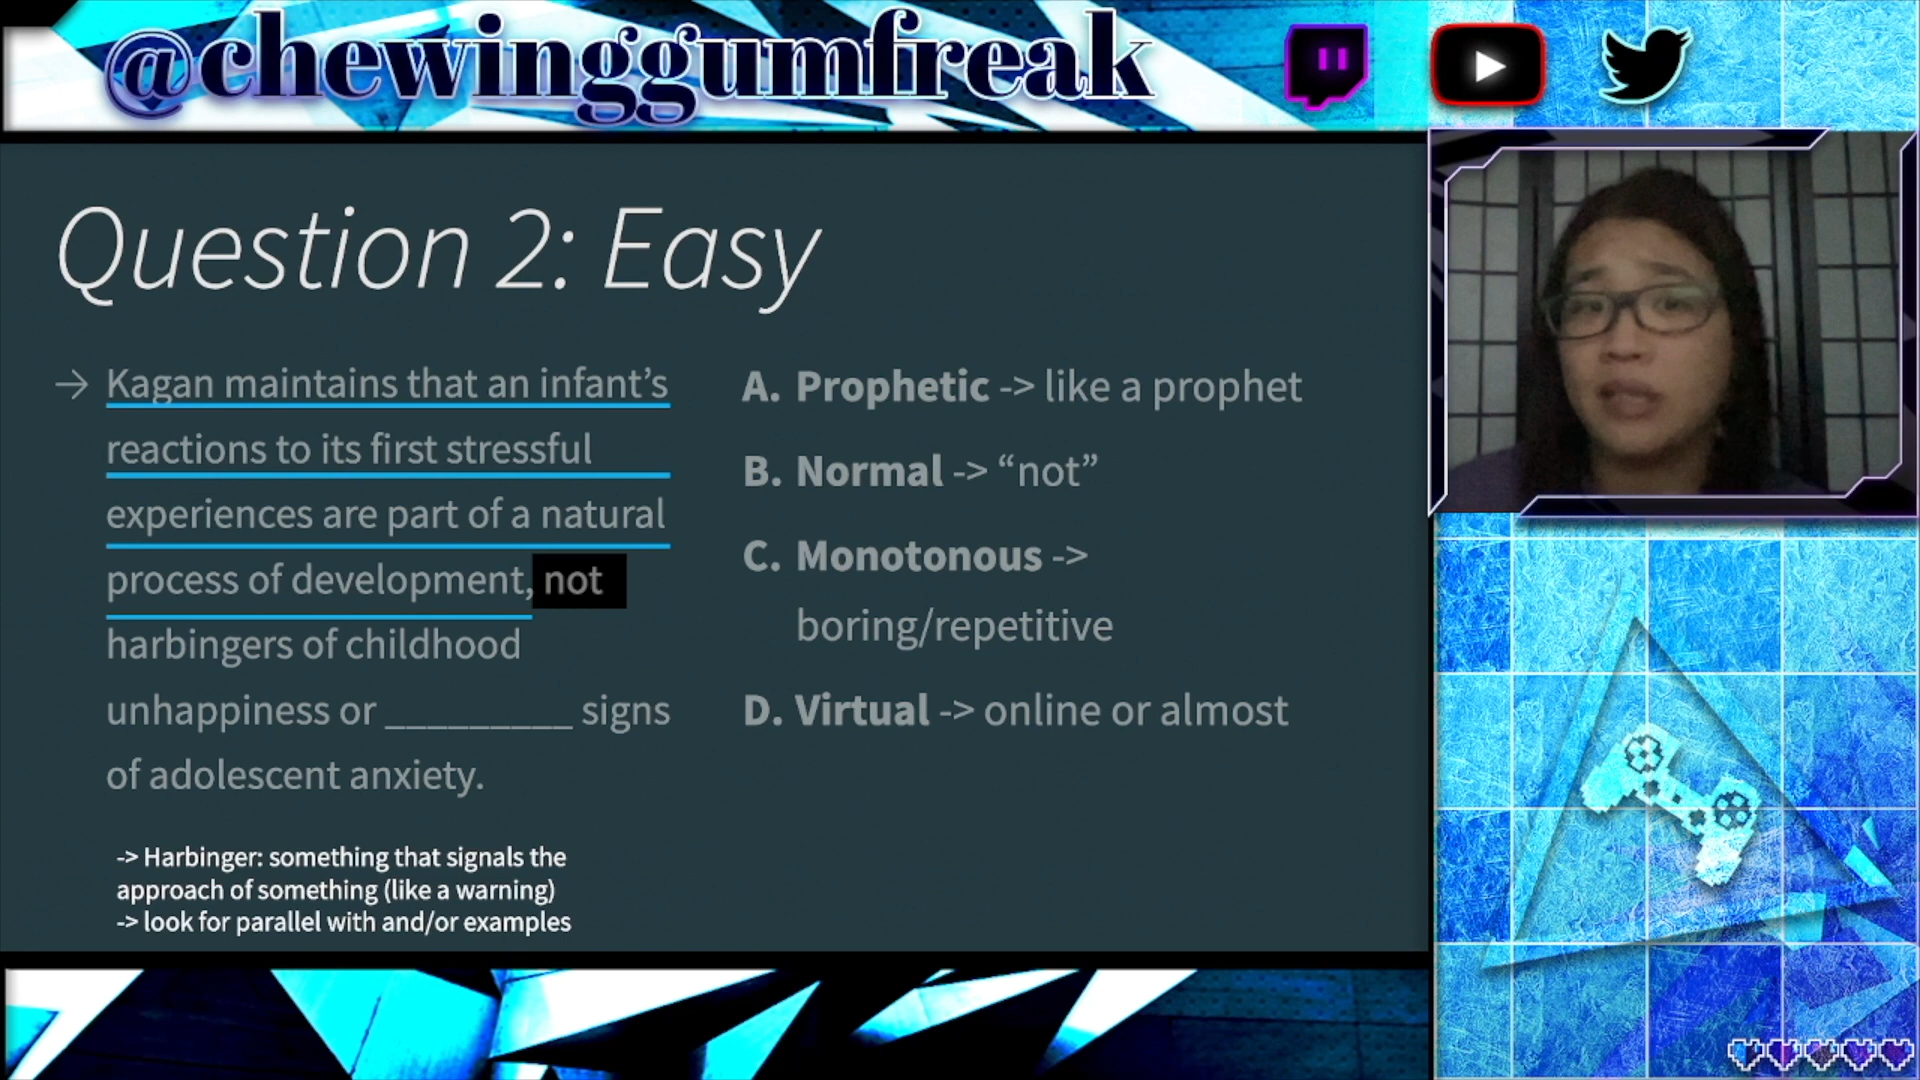 @chewinggumfreak
Question 2: Easy
→ Kagan maintains that an infant’s
reactions to its first stressful
experiences are part of a natural
process of development, not
harbingers of childhood
unhappiness or _________ signs
of adolescent anxiety.
-> Harbinger: something that signals the
approach of something (like a warning)
-> look for parallel with and/or examples
A. Prophetic -> like a prophet
B. Normal -> “not”
C. Monotonous ->
boring/repetitive
D. Virtual -> online or almost